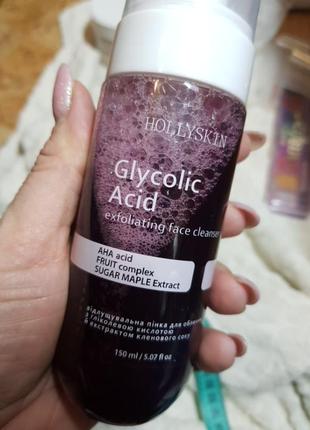 HOLLYSKIN
Glycolic
Acid
exfoliating face cleanser
AHA acid
FRUIT complex
SUGAR MAPLE Extract
відлущувальна пінка для
з гліколевою кислотою
й екстрактом кленового соку
150 ml / 5.07 fl oz